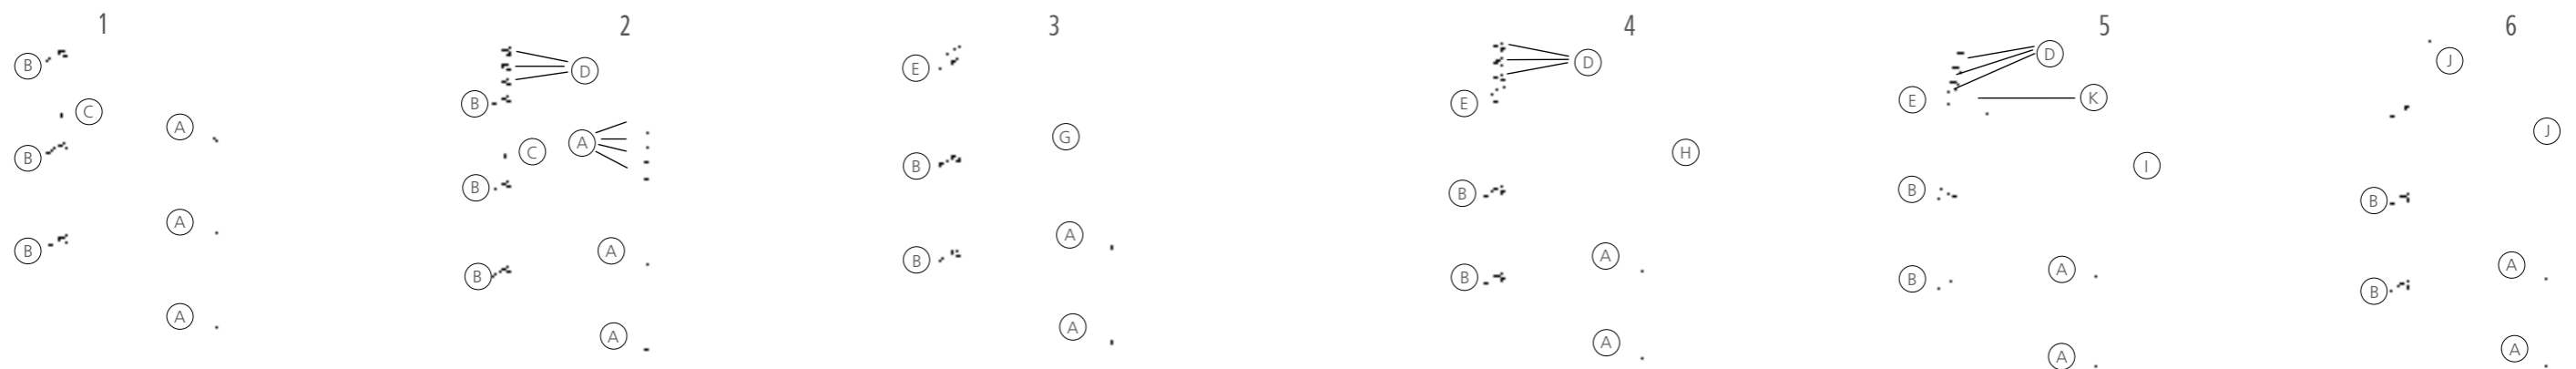 1 2 3 4 5 6
B D E D D J
C B G E E K J
B A C A B H I B
B A B A B A B A B A B A
A A A A A A